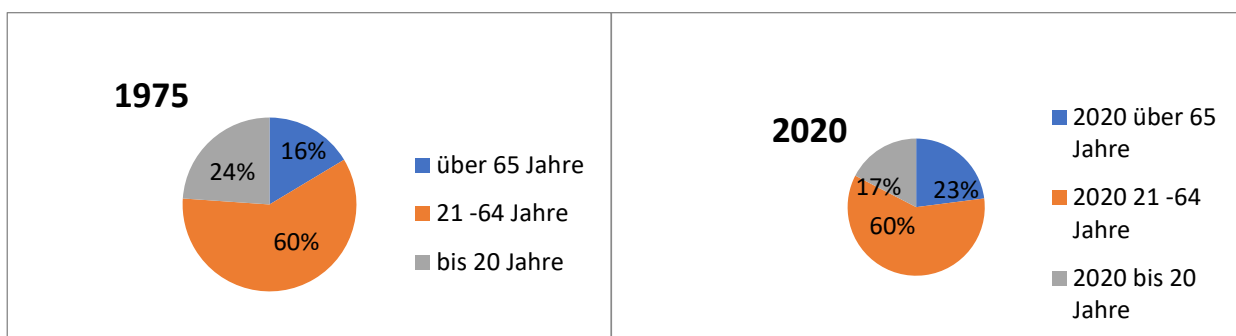 1975
16%
24%
60%
über 65 Jahre
21 -64 Jahre
bis 20 Jahre
2020
17%
23%
60%
2020 über 65
Jahre
2020 21 -64
Jahre
2020 bis 20
Jahre